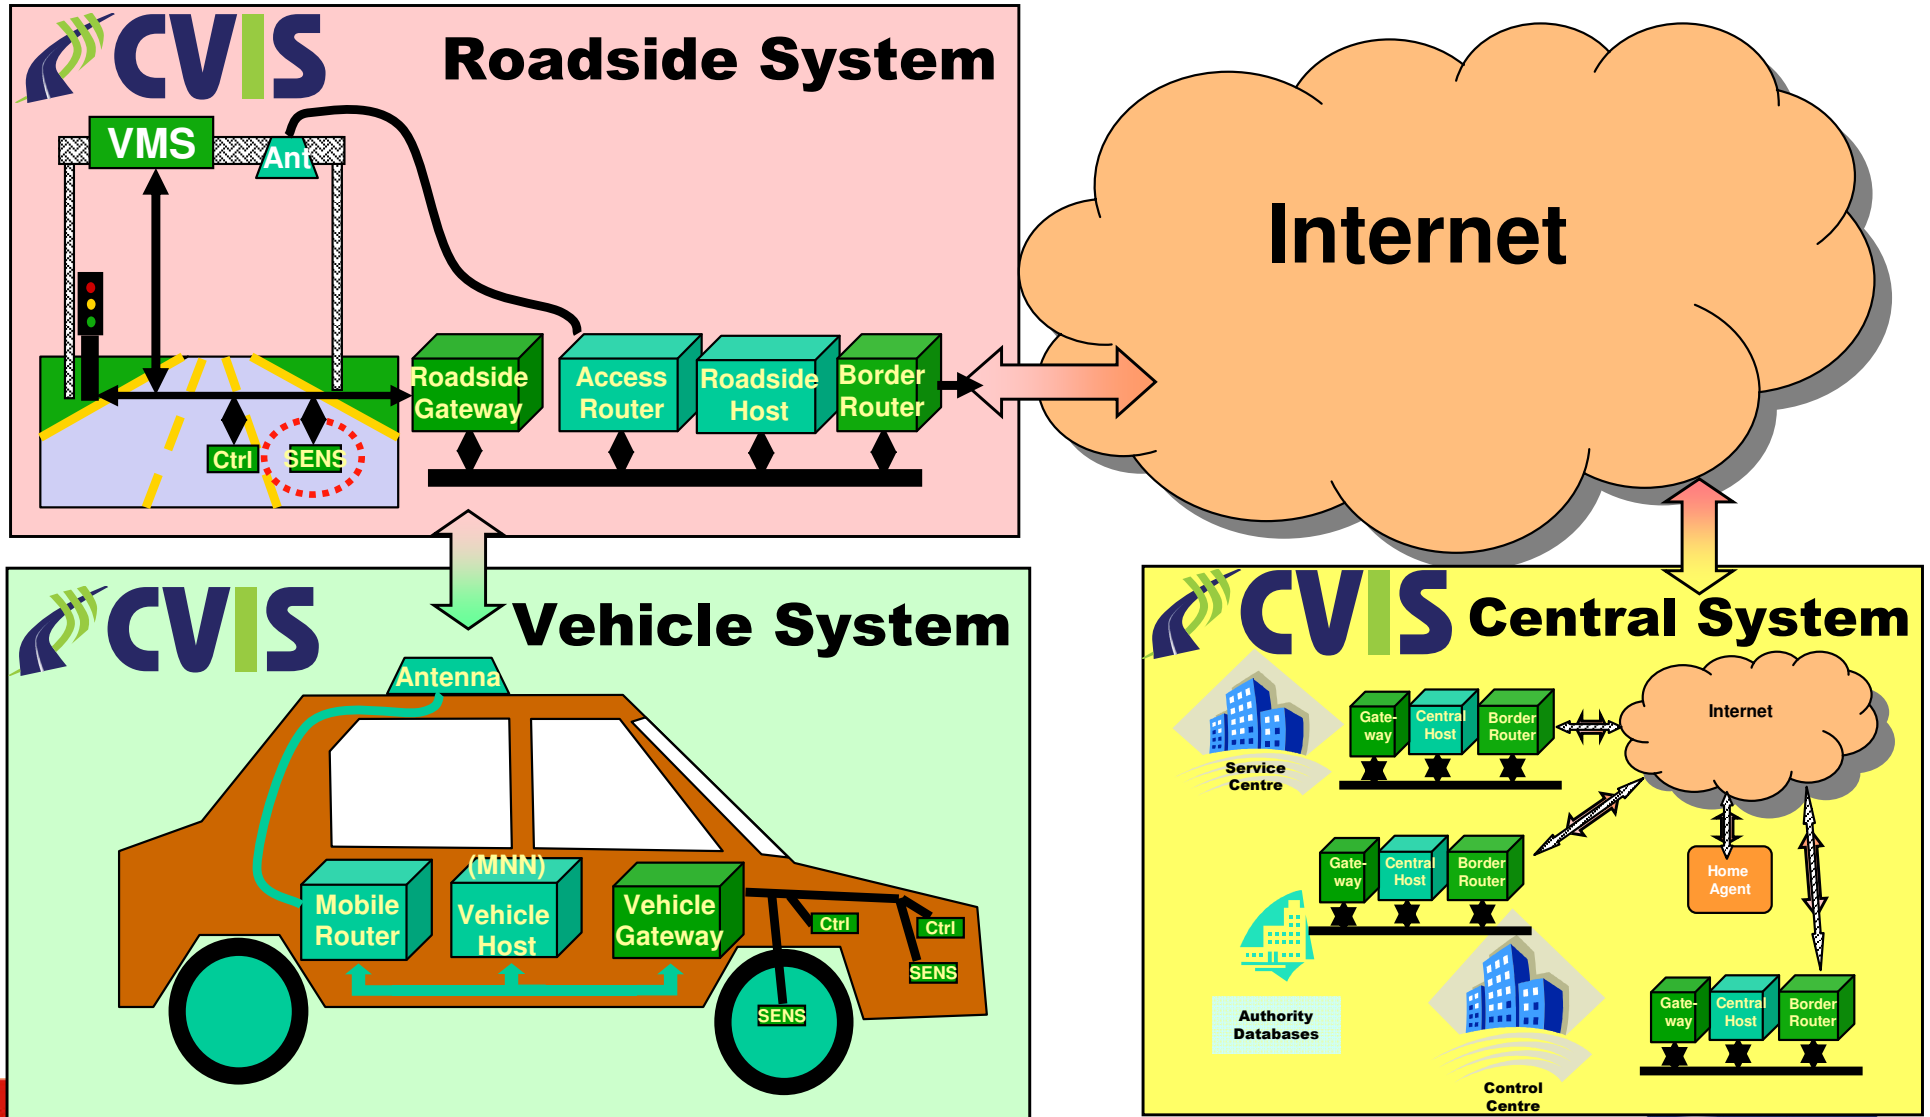 CVIS
Roadside System
VMS
Ant
Roadside
Gateway
Access
Router
Roadside
Host
Border
Router
Ctrl
SENS
Internet
CVIS
Vehicle System
Antenna
Mobile
Router
(MNN)
Vehicle
Host
Vehicle
Gateway
Ctrl
Ctrl
SENS
SENS
CVIS
Central System
Service
Centre
Gate-
way
Central
Host
Border
Router
Internet
Gate-
way
Central
Host
Border
Router
Home
Agent
Authority
Databases
Control
Centre
Gate-
way
Central
Host
Border
Router